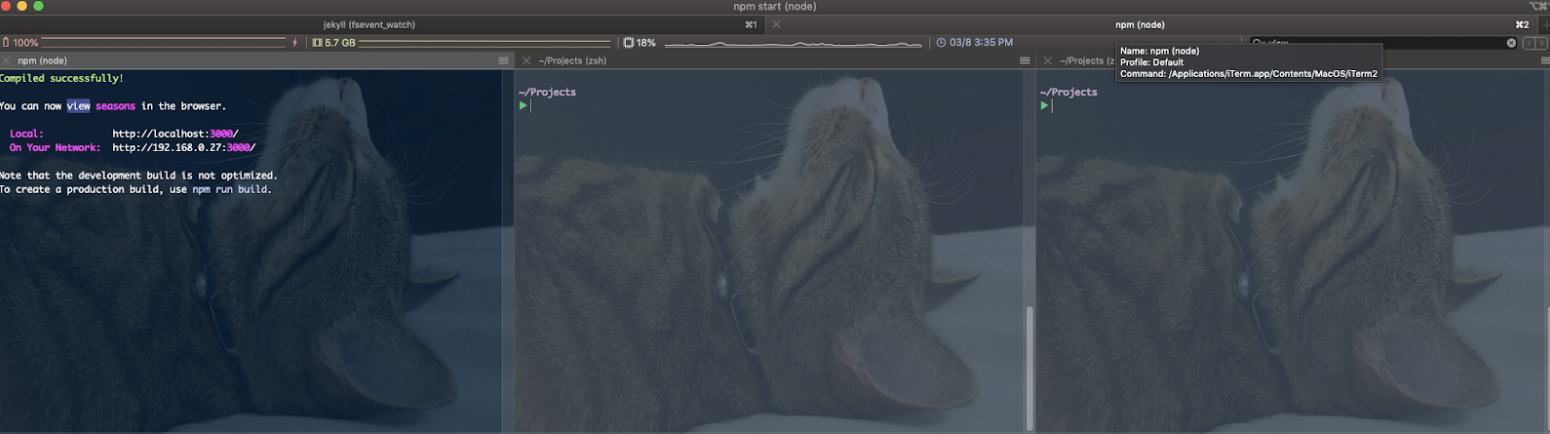 npm start (node)
⌥⌘
jekyll (fsevent_watch) ⌘1
npm (node) ⌘2
100% 5.7 GB 18% 03/8 3:35 PM view
Name: npm (node)
Profile: Default
Command: /Applications/iTerm.app/Contents/MacOS/iTerm2
npm (node)
Compiled successfully!
You can now view seasons in the browser.
Local: http://localhost:3000/
On Your Network: http://192.168.0.27:3000/
Note that the development build is not optimized.
To create a production build, use npm run build.
~/Projects (zsh)
~/Projects
~/Projects (z
~/Projects